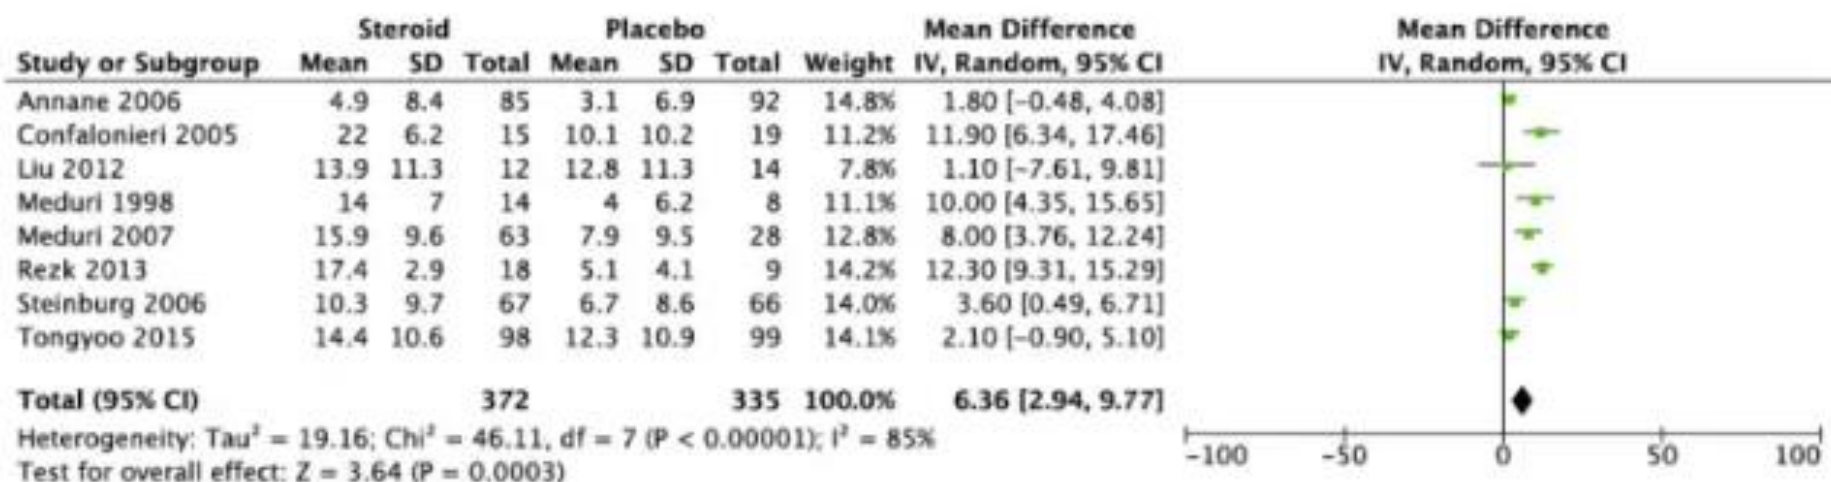 Steroid Placebo Mean Difference Mean Difference
Study or Subgroup Mean SD Total Mean SD Total Weight IV, Random, 95% CI IV, Random, 95% CI
Annane 2006 4.9 8.4 85 3.1 6.9 92 14.8% 1.80 [−0.48, 4.08]
Confalonieri 2005 22 6.2 15 10.1 10.2 19 11.2% 11.90 [6.34, 17.46]
Liu 2012 13.9 11.3 12 12.8 11.3 14 7.8% 1.10 [−7.61, 9.81]
Meduri 1998 14 7 14 4 6.2 8 11.1% 10.00 [4.35, 15.65]
Meduri 2007 15.9 9.6 63 7.9 9.5 28 12.8% 8.00 [3.76, 12.24]
Rezk 2013 17.4 2.9 18 5.1 4.1 9 14.2% 12.30 [9.31, 15.29]
Steinburg 2006 10.3 9.7 67 6.7 8.6 66 14.0% 3.60 [0.49, 6.71]
Tongyoo 2015 14.4 10.6 98 12.3 10.9 99 14.1% 2.10 [−0.90, 5.10]
Total (95% CI) 372 335 100.0% 6.36 [2.94, 9.77]
Heterogeneity: Tau² = 19.16; Chi² = 46.11, df = 7 (P < 0.00001); I² = 85%
−100 −50 0 50 100
Test for overall effect: Z = 3.64 (P = 0.0003)